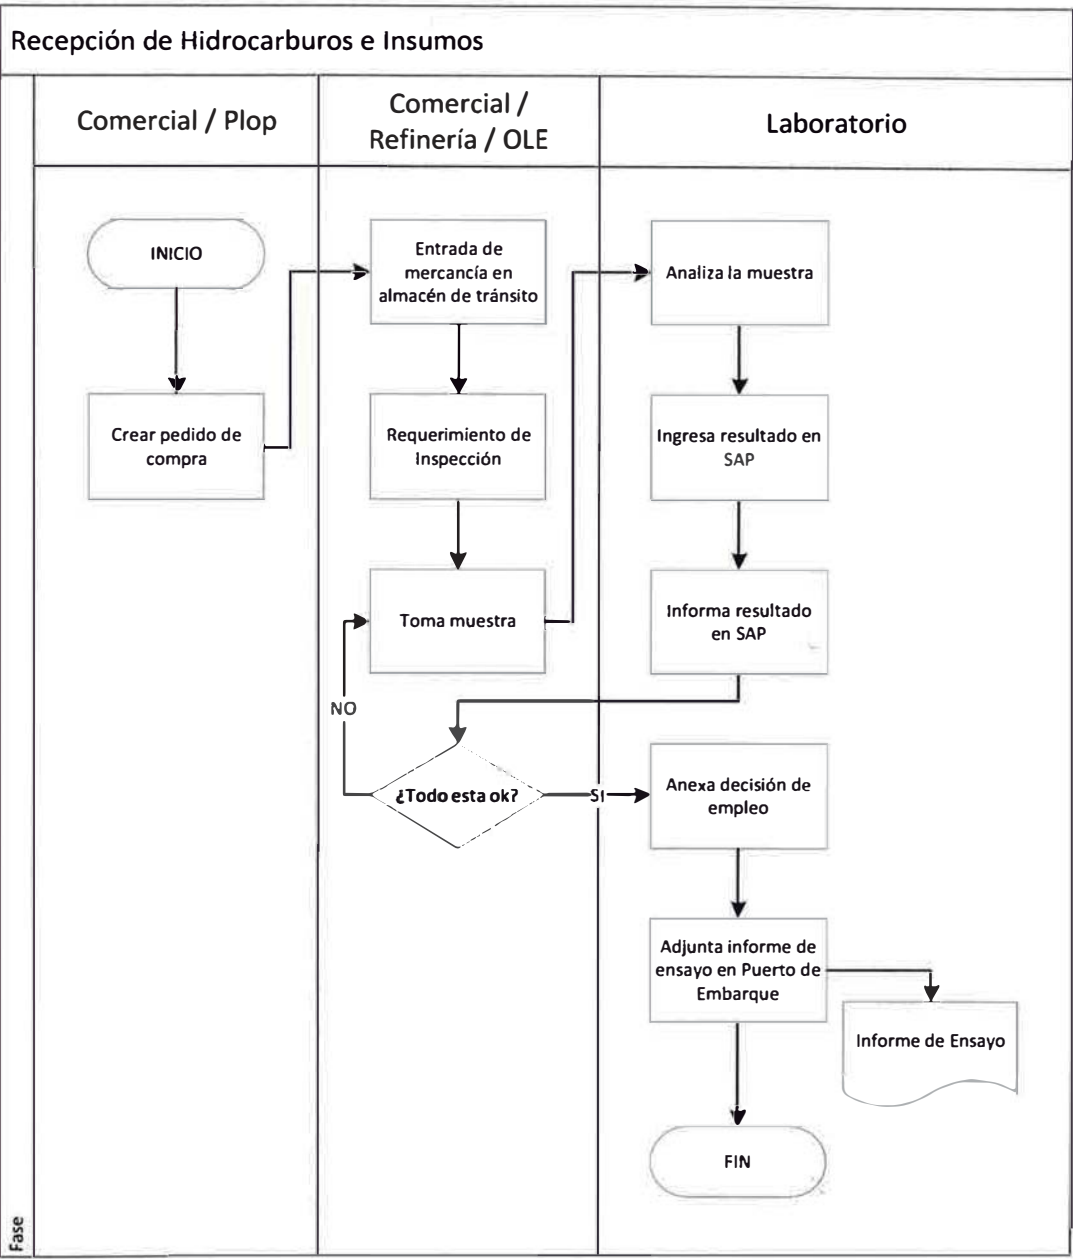 Recepción de Hidrocarburos e Insumos
Comercial / Plop
Comercial /
Refinería / OLE
Laboratorio
INICIO
Crear pedido de
compra
Entrada de
mercancía en
almacén de tránsito
Requerimiento de
Inspección
Toma muestra
NO
¿Todo esta ok?
SI
Analiza la muestra
Ingresa resultado en
SAP
Informa resultado
en SAP
Anexa decisión de
empleo
Adjunta informe de
ensayo en Puerto de
Embarque
Informe de Ensayo
FIN
Fase